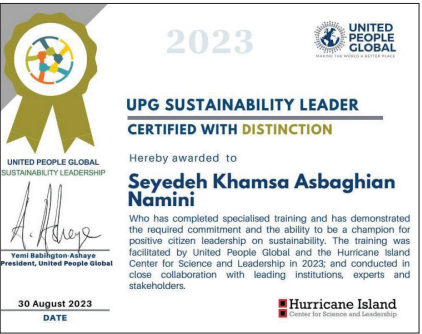 2023
UNITED
PEOPLE
GLOBAL
MAKING THE WORLD A BETTER PLACE
UPG SUSTAINABILITY LEADER
CERTIFIED WITH DISTINCTION
Hereby awarded to
Seyedeh Khamsa Asbaghian
Namini
Who has completed specialised training and has demonstrated
the required commitment and the ability to be a champion for
positive citizen leadership on sustainability. The training was
facilitated by United People Global and the Hurricane Island
Center for Science and Leadership in 2023; and conducted in
close collaboration with leading institutions, experts and
stakeholders.
UNITED PEOPLE GLOBAL
SUSTAINABILITY LEADERSHIP
Yemi Babington-Ashaye
President, United People Global
30 August 2023
DATE
Hurricane Island
Center for Science and Leadership